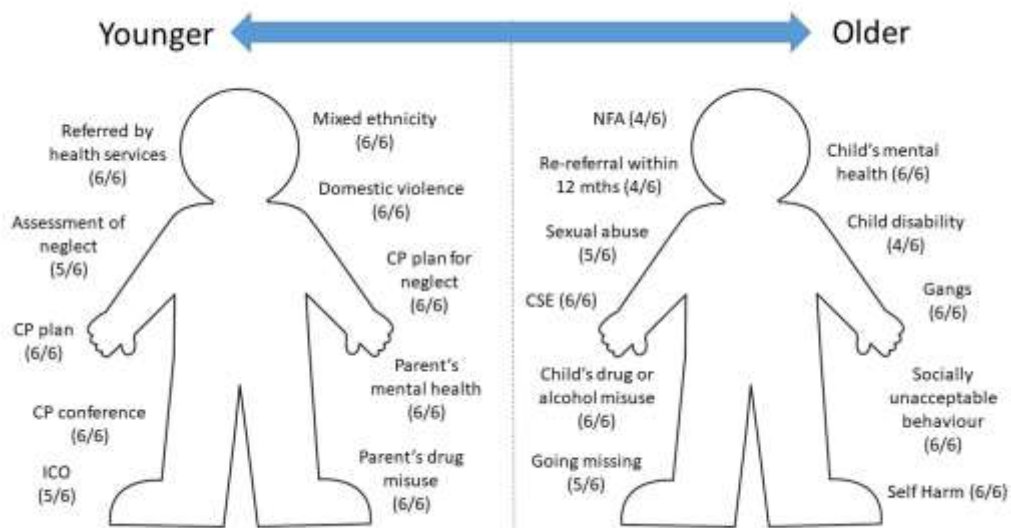 Younger
Older
Referred by
health services
(6/6)
Mixed ethnicity
(6/6)
Domestic violence
(6/6)
Assessment of
neglect
(5/6)
CP plan for
neglect
(6/6)
CP plan
(6/6)
Parent's
mental health
(6/6)
CP conference
(6/6)
ICO
(5/6)
Parent's drug
misuse
(6/6)
NFA (4/6)
Child's mental
health (6/6)
Re-referral within
12 mths (4/6)
Sexual abuse
(5/6)
Child disability
(4/6)
CSE (6/6)
Gangs
(6/6)
Child's drug or
alcohol misuse
(6/6)
Socially
unacceptable
behaviour
(6/6)
Going missing
(5/6)
Self Harm (6/6)